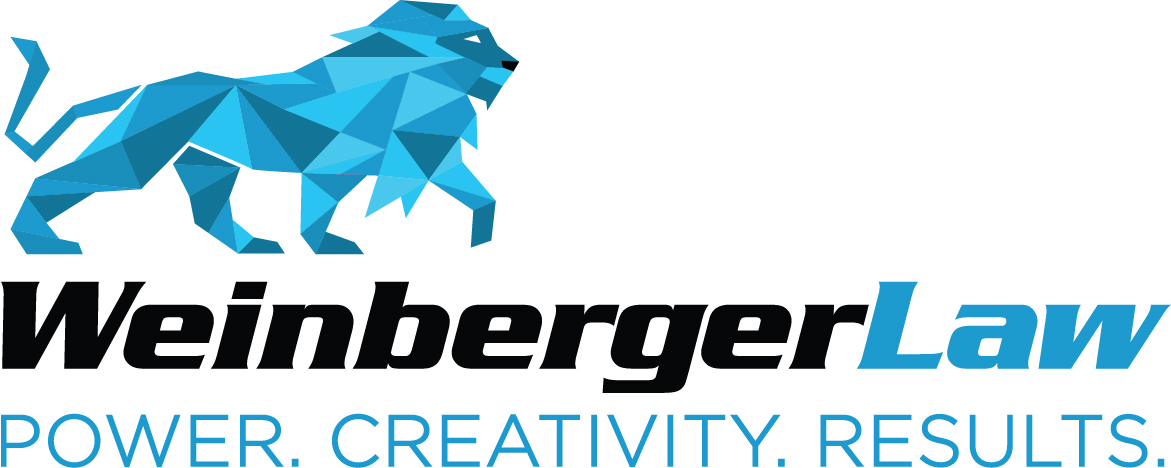 WeinbergerLaw
POWER. CREATIVITY. RESULTS.